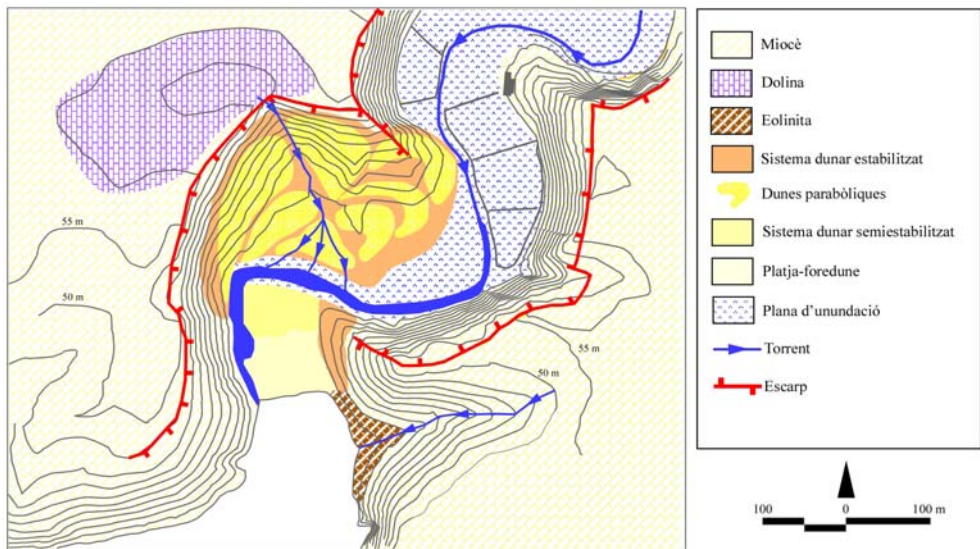 55 m
50 m
55 m
50 m
Miocè
Dolina
Eolinita
Sistema dunar estabilitzat
Dunes parabòliques
Sistema dunar semiestabilitzat
Platja-foredune
Plana d'unundació
Torrent
Escarp
100 0 100 m